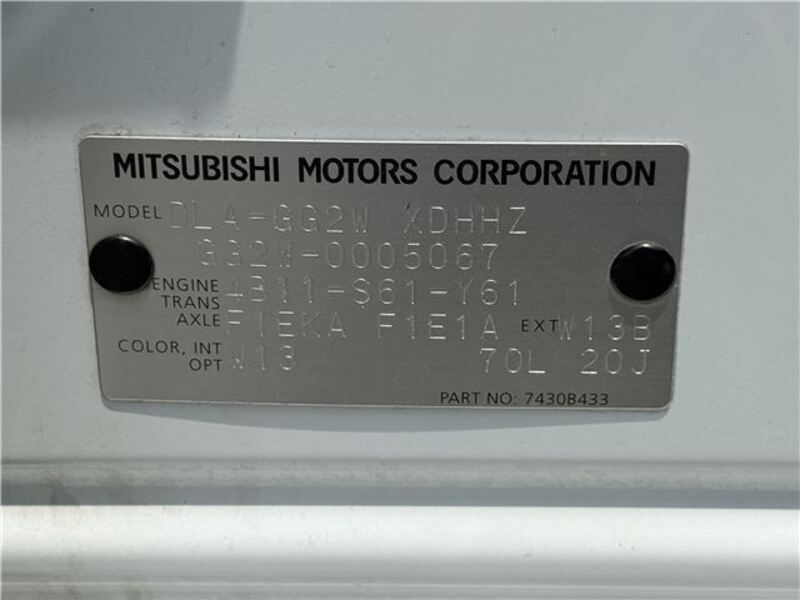 MITSUBISHI MOTORS CORPORATION
MODEL DLA-GG2W XDHHZ
GG2W-0005067
ENGINE 4B11-S61-Y61
TRANS
AXLE F1EKA F1E1A EXT W13B
COLOR, INT
OPT W13 70L 20J
PART NO: 7430B433